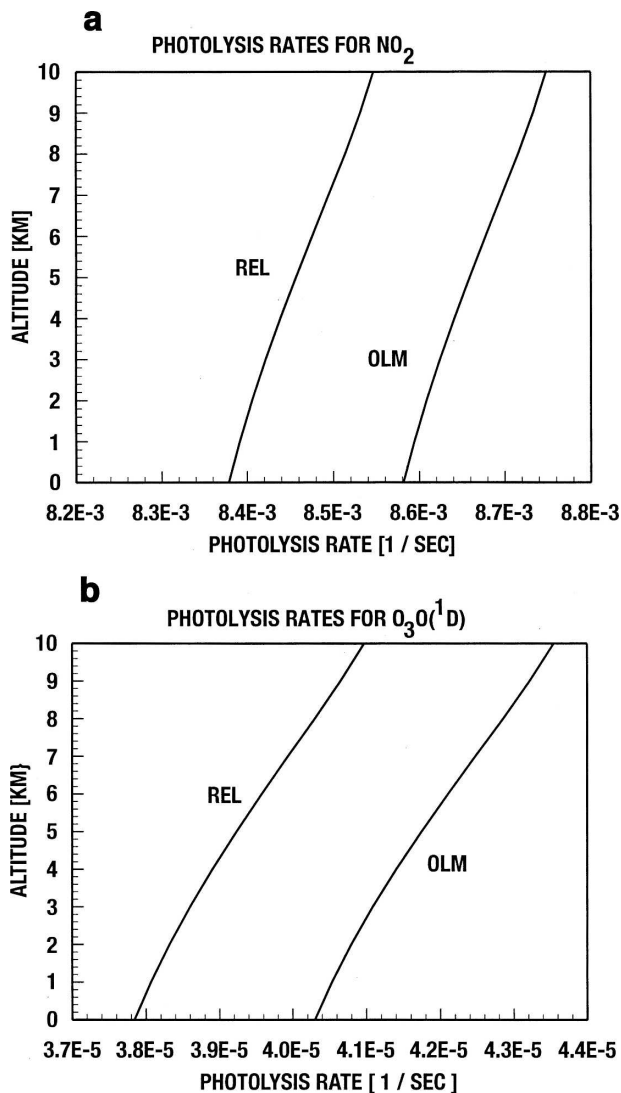 a
PHOTOLYSIS RATES FOR NO2
10
9
8
7
6
5
4
3
2
1
0
ALTITUDE [KM]
REL
OLM
8.2E-3 8.3E-3 8.4E-3 8.5E-3 8.6E-3 8.7E-3 8.8E-3
PHOTOLYSIS RATE [1 / SEC]
b
PHOTOLYSIS RATES FOR O3O(1D)
10
9
8
7
6
5
4
3
2
1
0
ALTITUDE [KM}
REL
OLM
3.7E-5 3.8E-5 3.9E-5 4.0E-5 4.1E-5 4.2E-5 4.3E-5 4.4E-5
PHOTOLYSIS RATE [ 1 / SEC ]